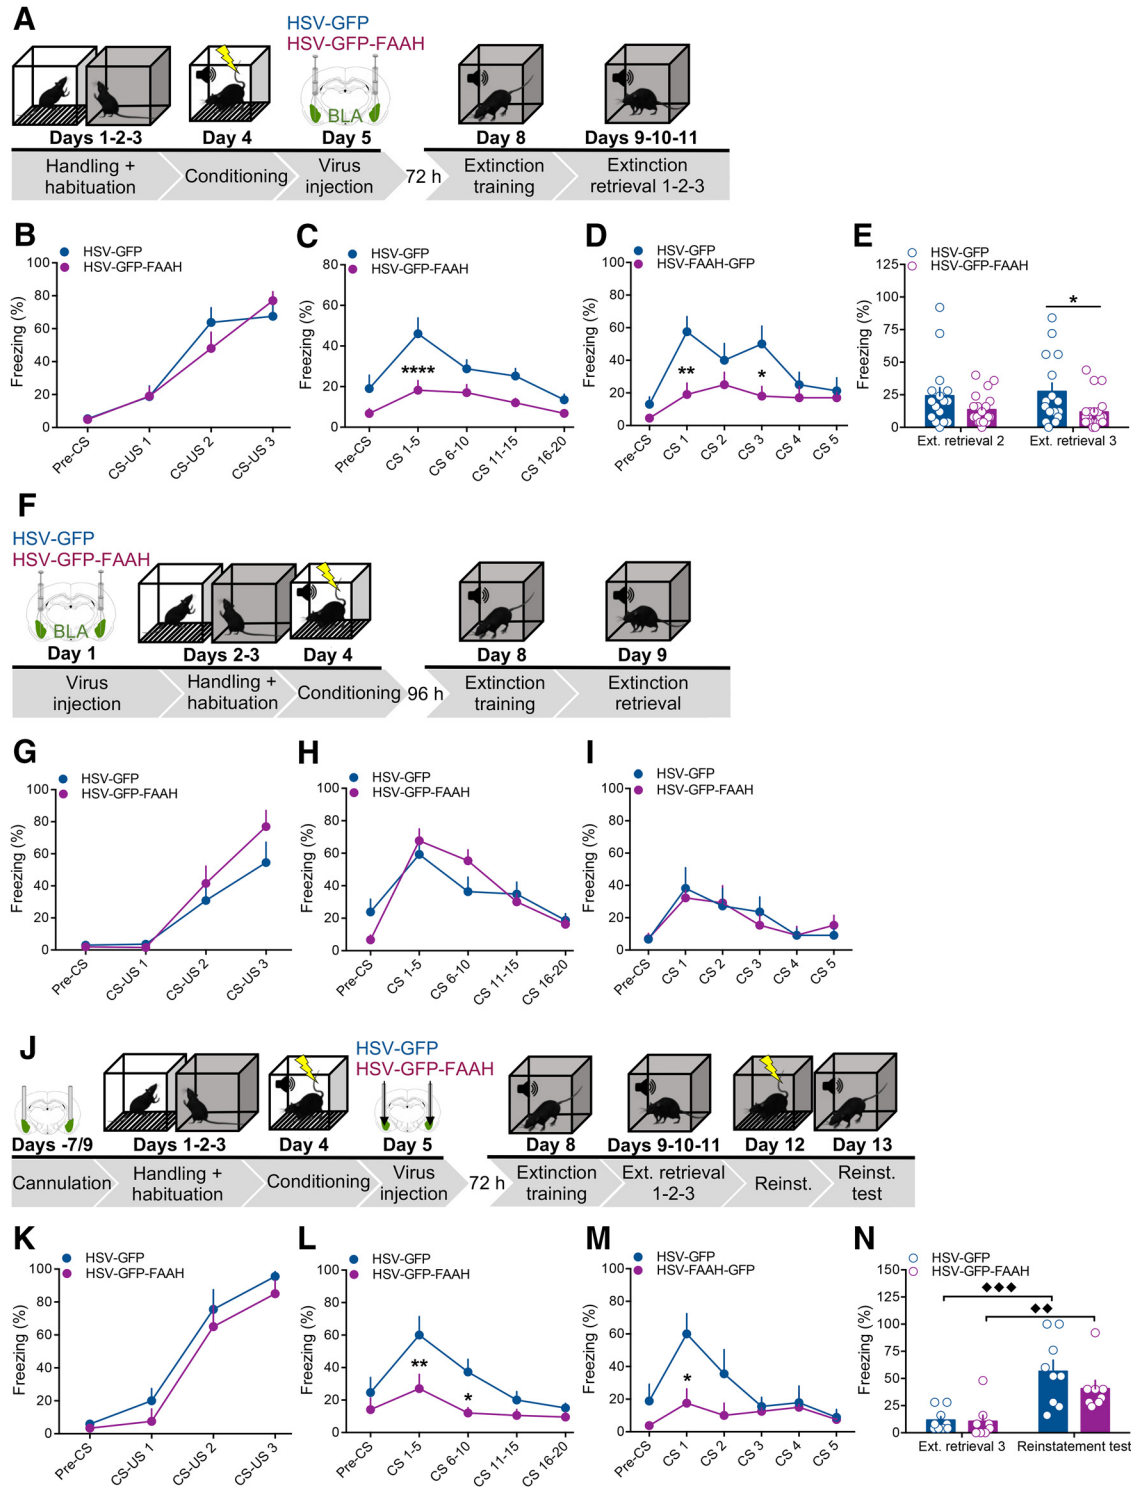 A
HSV-GFP
HSV-GFP-FAAH
BLA
Days 1-2-3
Day 4
Day 5
Day 8
Days 9-10-11
Handling +
habituation
Conditioning
Virus
injection
72 h
Extinction
training
Extinction
retrieval 1-2-3
B
HSV-GFP
HSV-GFP-FAAH
Freezing (%)
100
80
60
40
20
0
Pre-CS
CS-US 1
CS-US 2
CS-US 3
C
HSV-GFP
HSV-GFP-FAAH
Freezing (%)
80
60
40
20
0
****
Pre-CS
CS 1-5
CS 6-10
CS 11-15
CS 16-20
D
HSV-GFP
HSV-FAAH-GFP
Freezing (%)
100
80
60
40
20
0
**
*
Pre-CS
CS 1
CS 2
CS 3
CS 4
CS 5
E
HSV-GFP
HSV-GFP-FAAH
Freezing (%)
125
100
75
50
25
0
*
Ext. retrieval 2
Ext. retrieval 3
F
HSV-GFP
HSV-GFP-FAAH
BLA
Day 1
Days 2-3
Day 4
Day 8
Day 9
Virus
injection
Handling +
habituation
Conditioning
96 h
Extinction
training
Extinction
retrieval
G
HSV-GFP
HSV-GFP-FAAH
Freezing (%)
100
80
60
40
20
0
Pre-CS
CS-US 1
CS-US 2
CS-US 3
H
HSV-GFP
HSV-GFP-FAAH
Freezing (%)
100
80
60
40
20
0
Pre-CS
CS 1-5
CS 6-10
CS 11-15
CS 16-20
I
HSV-GFP
HSV-GFP-FAAH
Freezing (%)
100
80
60
40
20
0
Pre-CS
CS 1
CS 2
CS 3
CS 4
CS 5
J
HSV-GFP
HSV-GFP-FAAH
Days -7/9
Days 1-2-3
Day 4
Day 5
Day 8
Days 9-10-11
Day 12
Day 13
Cannulation
Handling +
habituation
Conditioning
Virus
injection
72 h
Extinction
training
Ext. retrieval
1-2-3
Reinst.
Reinst.
test
K
HSV-GFP
HSV-GFP-FAAH
Freezing (%)
100
80
60
40
20
0
Pre-CS
CS-US 1
CS-US 2
CS-US 3
L
HSV-GFP
HSV-GFP-FAAH
Freezing (%)
100
80
60
40
20
0
**
*
Pre-CS
CS 1-5
CS 6-10
CS 11-15
CS 16-20
M
HSV-GFP
HSV-FAAH-GFP
Freezing (%)
100
80
60
40
20
0
*
Pre-CS
CS 1
CS 2
CS 3
CS 4
CS 5
N
HSV-GFP
HSV-GFP-FAAH
Freezing (%)
150
125
100
75
50
25
0
◆◆◆
◆◆
Ext. retrieval 3
Reinstatement test